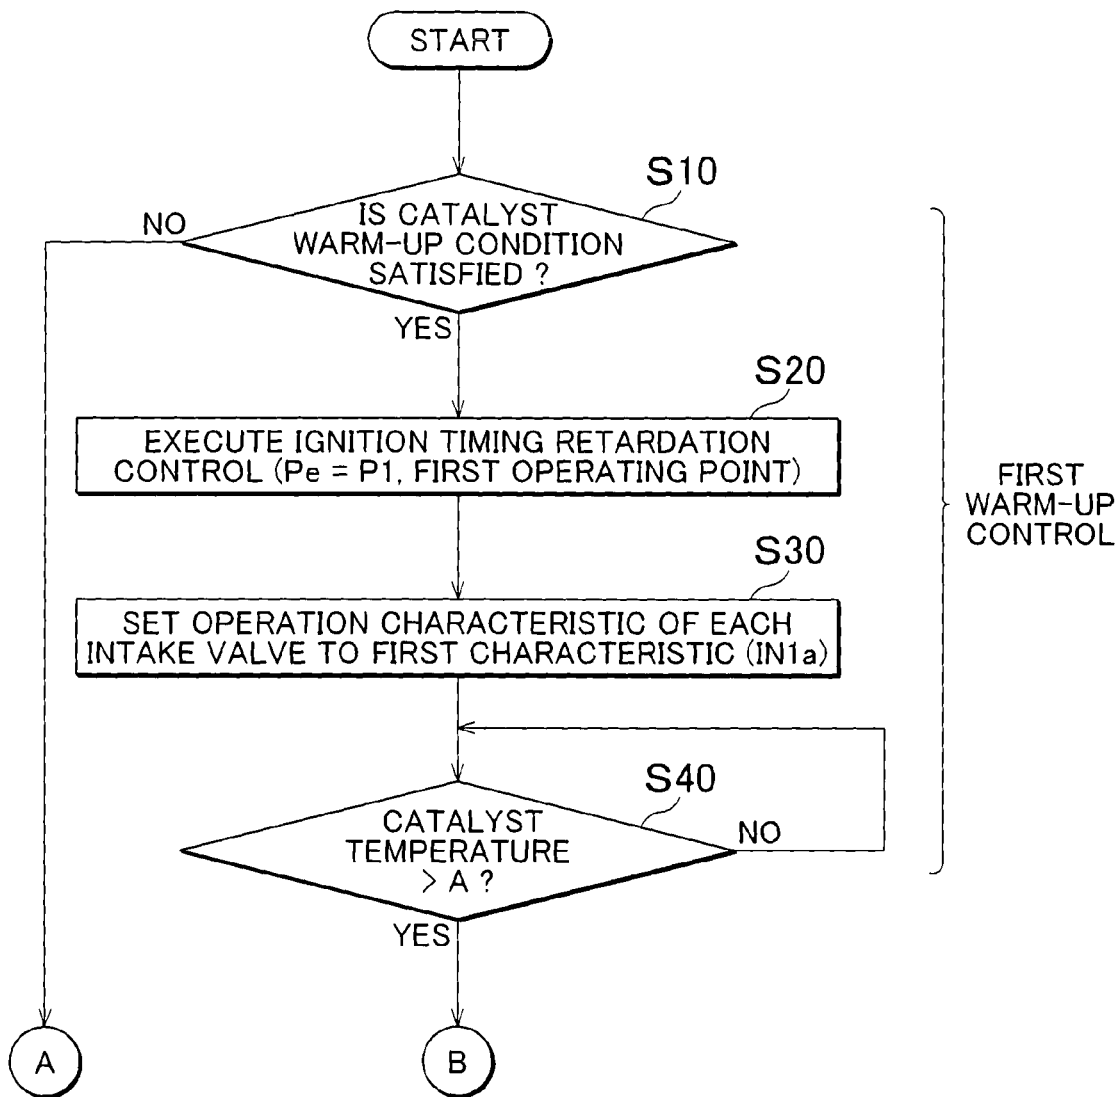 START
S10
IS CATALYST
WARM-UP CONDITION
SATISFIED ?
NO
YES
S20
EXECUTE IGNITION TIMING RETARDATION
CONTROL (Pe = P1, FIRST OPERATING POINT)
S30
SET OPERATION CHARACTERISTIC OF EACH
INTAKE VALVE TO FIRST CHARACTERISTIC (IN1a)
FIRST
WARM-UP
CONTROL
S40
CATALYST
TEMPERATURE
> A ?
NO
YES
A
B